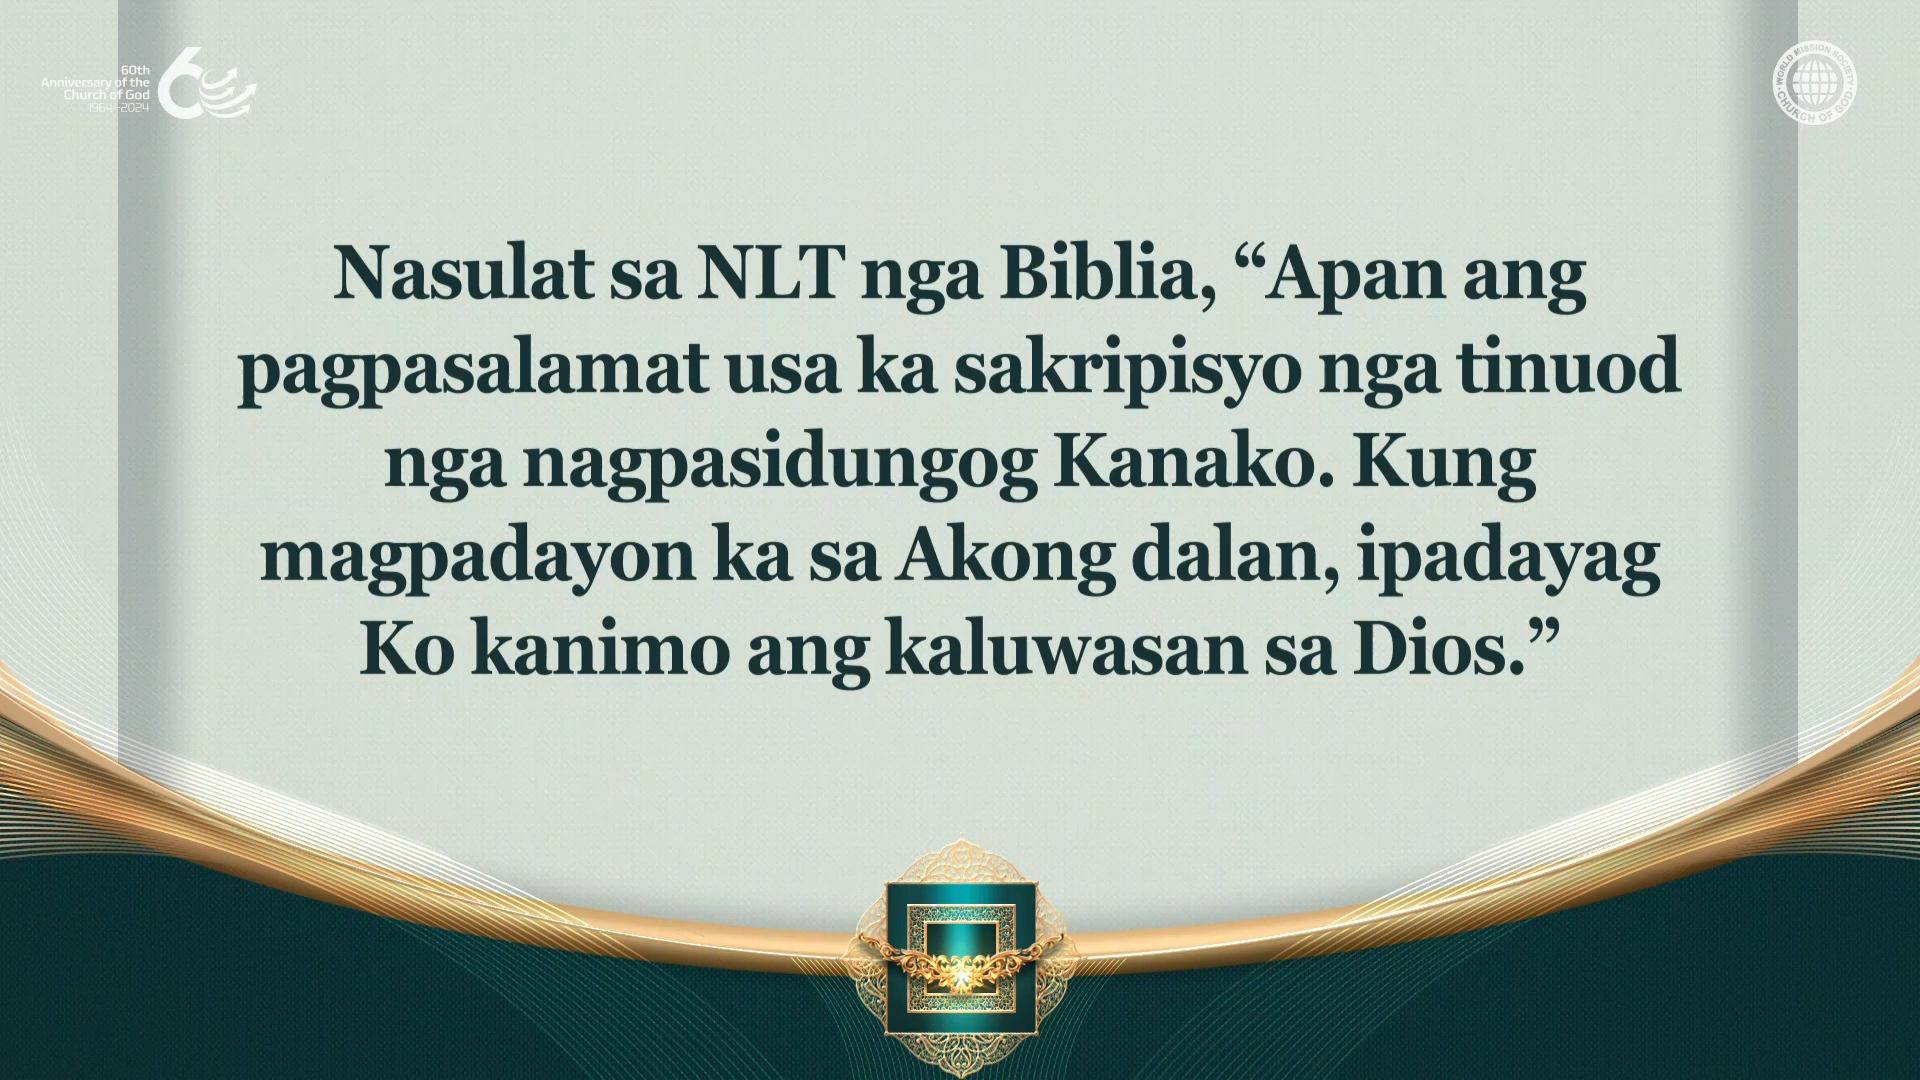 60th
Anniversary of the
Church of God
1964–2024
WORLD MISSION SOCIETY
CHURCH OF GOD
Nasulat sa NLT nga Biblia, “Apan ang
pagpasalamat usa ka sakripisyo nga tinuod
nga nagpasidungog Kanako. Kung
magpadayon ka sa Akong dalan, ipadayag
Ko kanimo ang kaluwasan sa Dios.”